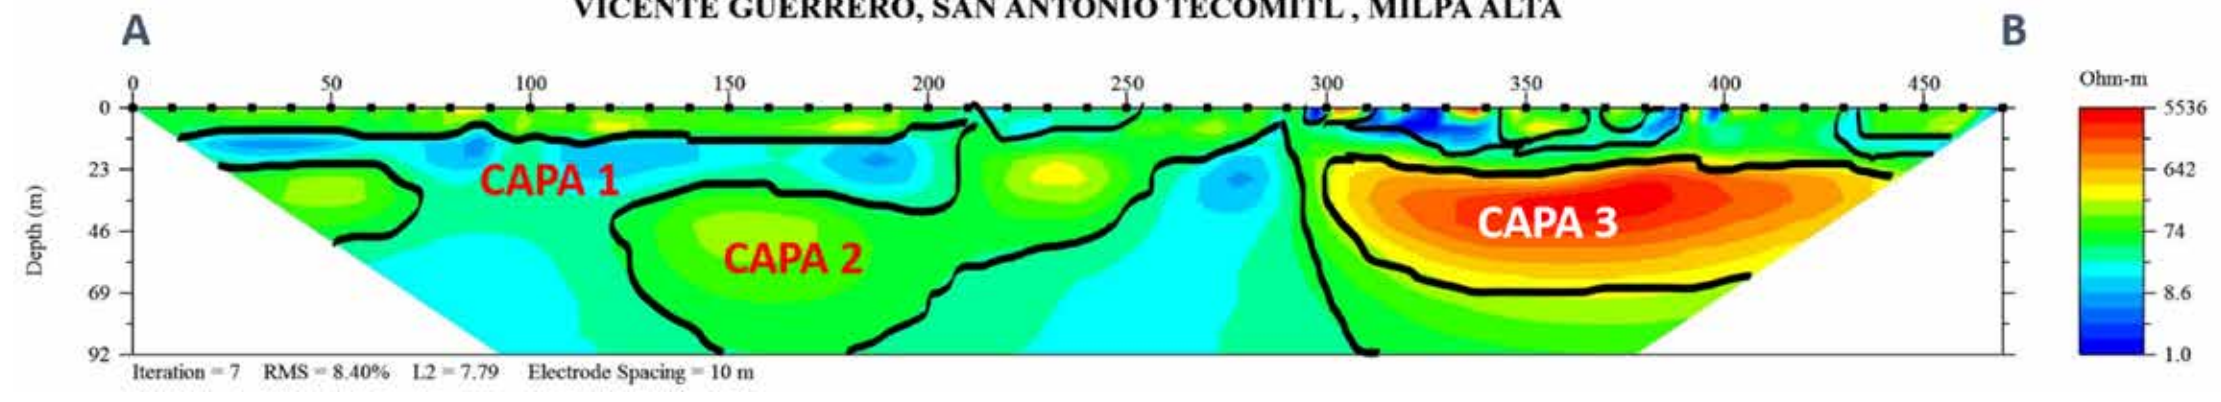 VICENTE GUERRERO, SAN ANTONIO TECOMITL , MILPA ALTA
A B
0 50 100 150 200 250 300 350 400 450 Ohm-m
0 5536
23 CAPA 1 642
46 CAPA 2 CAPA 3 74
69 8.6
92 1.0
Depth (m)
Iteration = 7 RMS = 8.40% L2 = 7.79 Electrode Spacing = 10 m